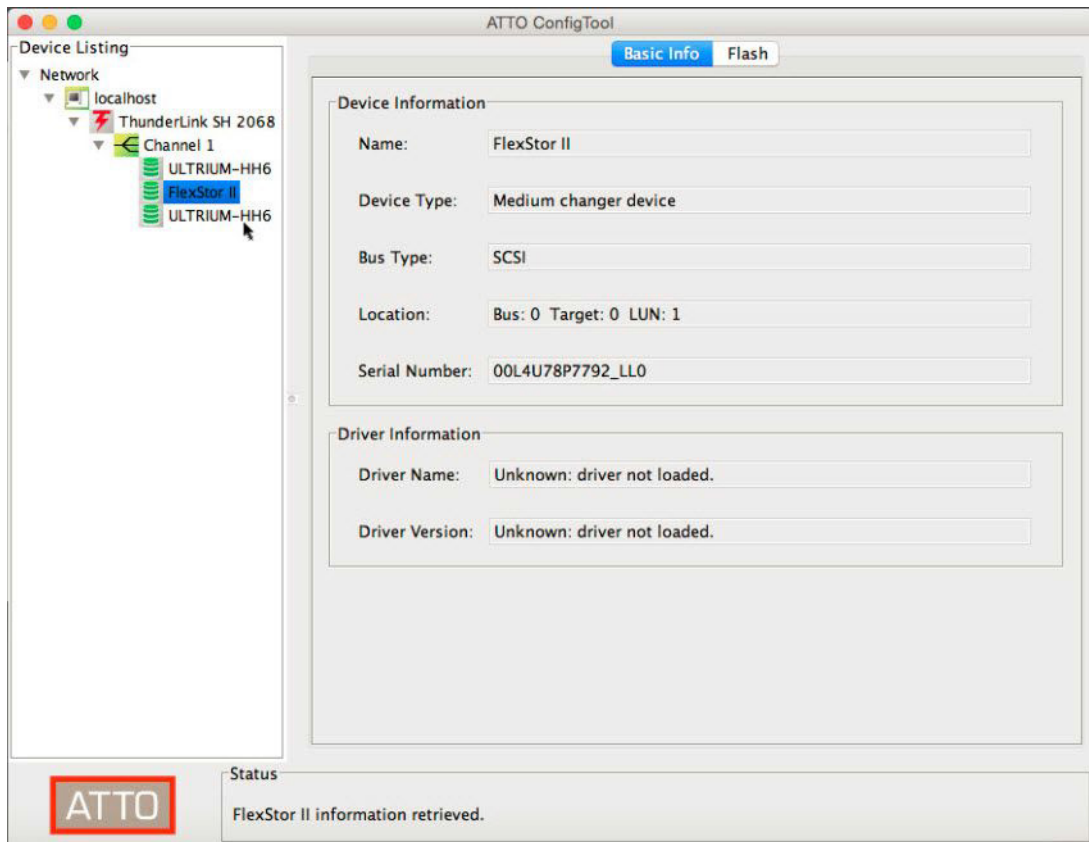 ATTO ConfigTool
Device Listing
Network
localhost
ThunderLink SH 2068
Channel 1
ULTRIUM-HH6
FlexStor II
ULTRIUM-HH6
Basic Info Flash
Device Information
Name: FlexStor II
Device Type: Medium changer device
Bus Type: SCSI
Location: Bus: 0 Target: 0 LUN: 1
Serial Number: 00L4U78P7792_LL0
Driver Information
Driver Name: Unknown: driver not loaded.
Driver Version: Unknown: driver not loaded.
ATTO
Status
FlexStor II information retrieved.